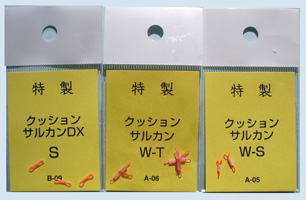 特製
クッション
サルカンDX
S
B-09
特製
クッション
サルカン
W-T
A-06
特製
クッション
サルカン
W-S
A-05